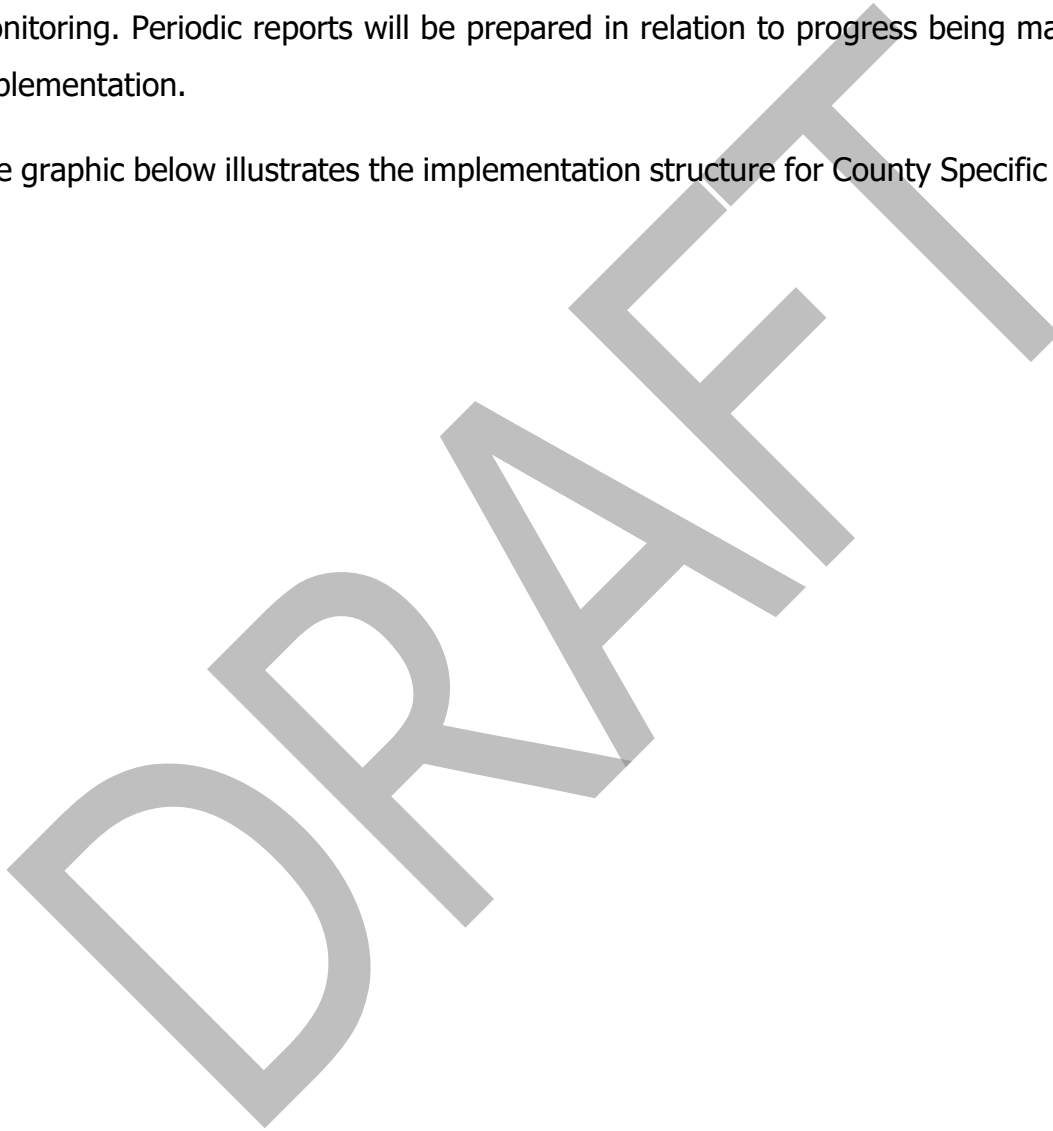 onitoring. Periodic reports will be prepared in relation to progress being ma
plementation.
e graphic below illustrates the implementation structure for County Specific
DRAFT